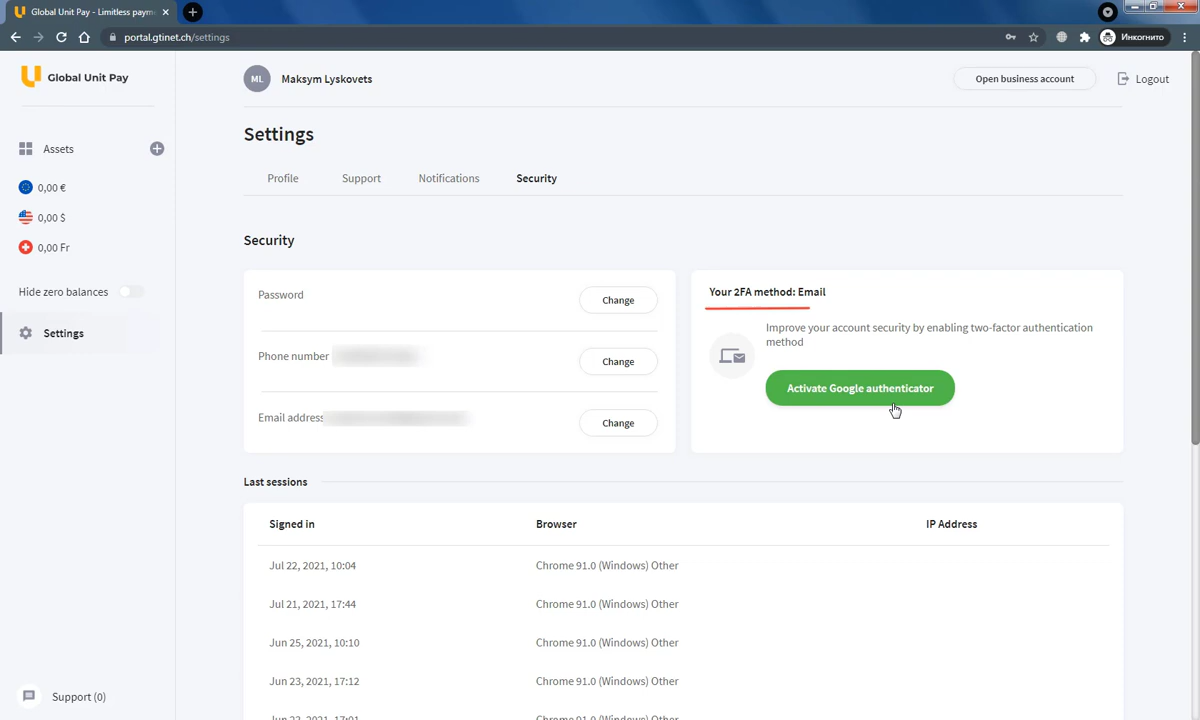 Global Unit Pay - Limitless paym
portal.gtinet.ch/settings
Инкогнито
Global Unit Pay
ML
Maksym Lyskovets
Open business account
Logout
Assets
0,00 €
0,00 $
0,00 Fr
Hide zero balances
Settings
Support (0)
Settings
Profile
Support
Notifications
Security
Security
Password
Change
Phone number
Change
Email address
Change
Your 2FA method: Email
Improve your account security by enabling two-factor authentication
method
Activate Google authenticator
Last sessions
Signed in
Browser
IP Address
Jul 22, 2021, 10:04
Chrome 91.0 (Windows) Other
Jul 21, 2021, 17:44
Chrome 91.0 (Windows) Other
Jun 25, 2021, 10:10
Chrome 91.0 (Windows) Other
Jun 23, 2021, 17:12
Chrome 91.0 (Windows) Other
Chrome 91.0 (Windows) Other